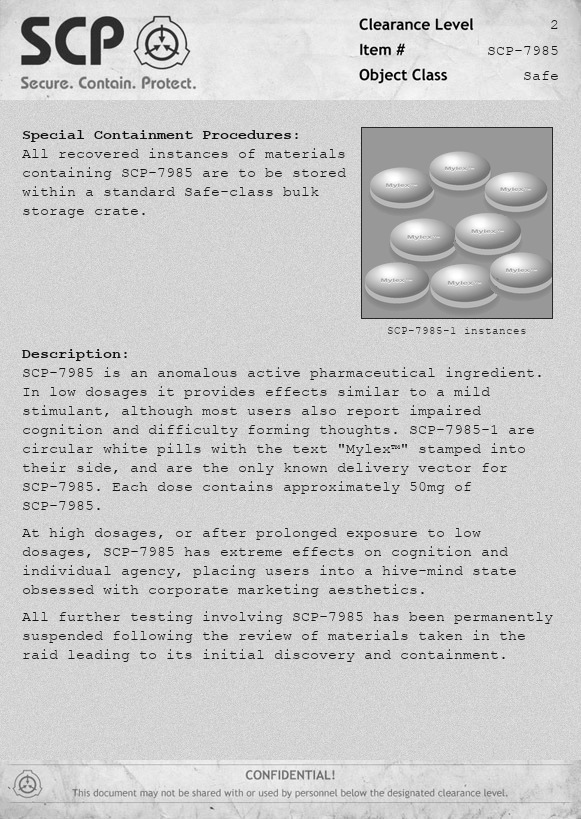 SCP
Secure. Contain. Protect.
Clearance Level 2
Item # SCP-7985
Object Class Safe
Special Containment Procedures:
All recovered instances of materials
containing SCP-7985 are to be stored
within a standard Safe-class bulk
storage crate.
Mylex™
Mylex™
Mylex™
Mylex™
Mylex™
Mylex™
Mylex™
Mylex™
SCP-7985-1 instances
Description:
SCP-7985 is an anomalous active pharmaceutical ingredient.
In low dosages it provides effects similar to a mild
stimulant, although most users also report impaired
cognition and difficulty forming thoughts. SCP-7985-1 are
circular white pills with the text "Mylex™" stamped into
their side, and are the only known delivery vector for
SCP-7985. Each dose contains approximately 50mg of
SCP-7985.
At high dosages, or after prolonged exposure to low
dosages, SCP-7985 has extreme effects on cognition and
individual agency, placing users into a hive-mind state
obsessed with corporate marketing aesthetics.
All further testing involving SCP-7985 has been permanently
suspended following the review of materials taken in the
raid leading to its initial discovery and containment.
CONFIDENTIAL!
This document may not be shared with or used by personnel below the designated clearance level.